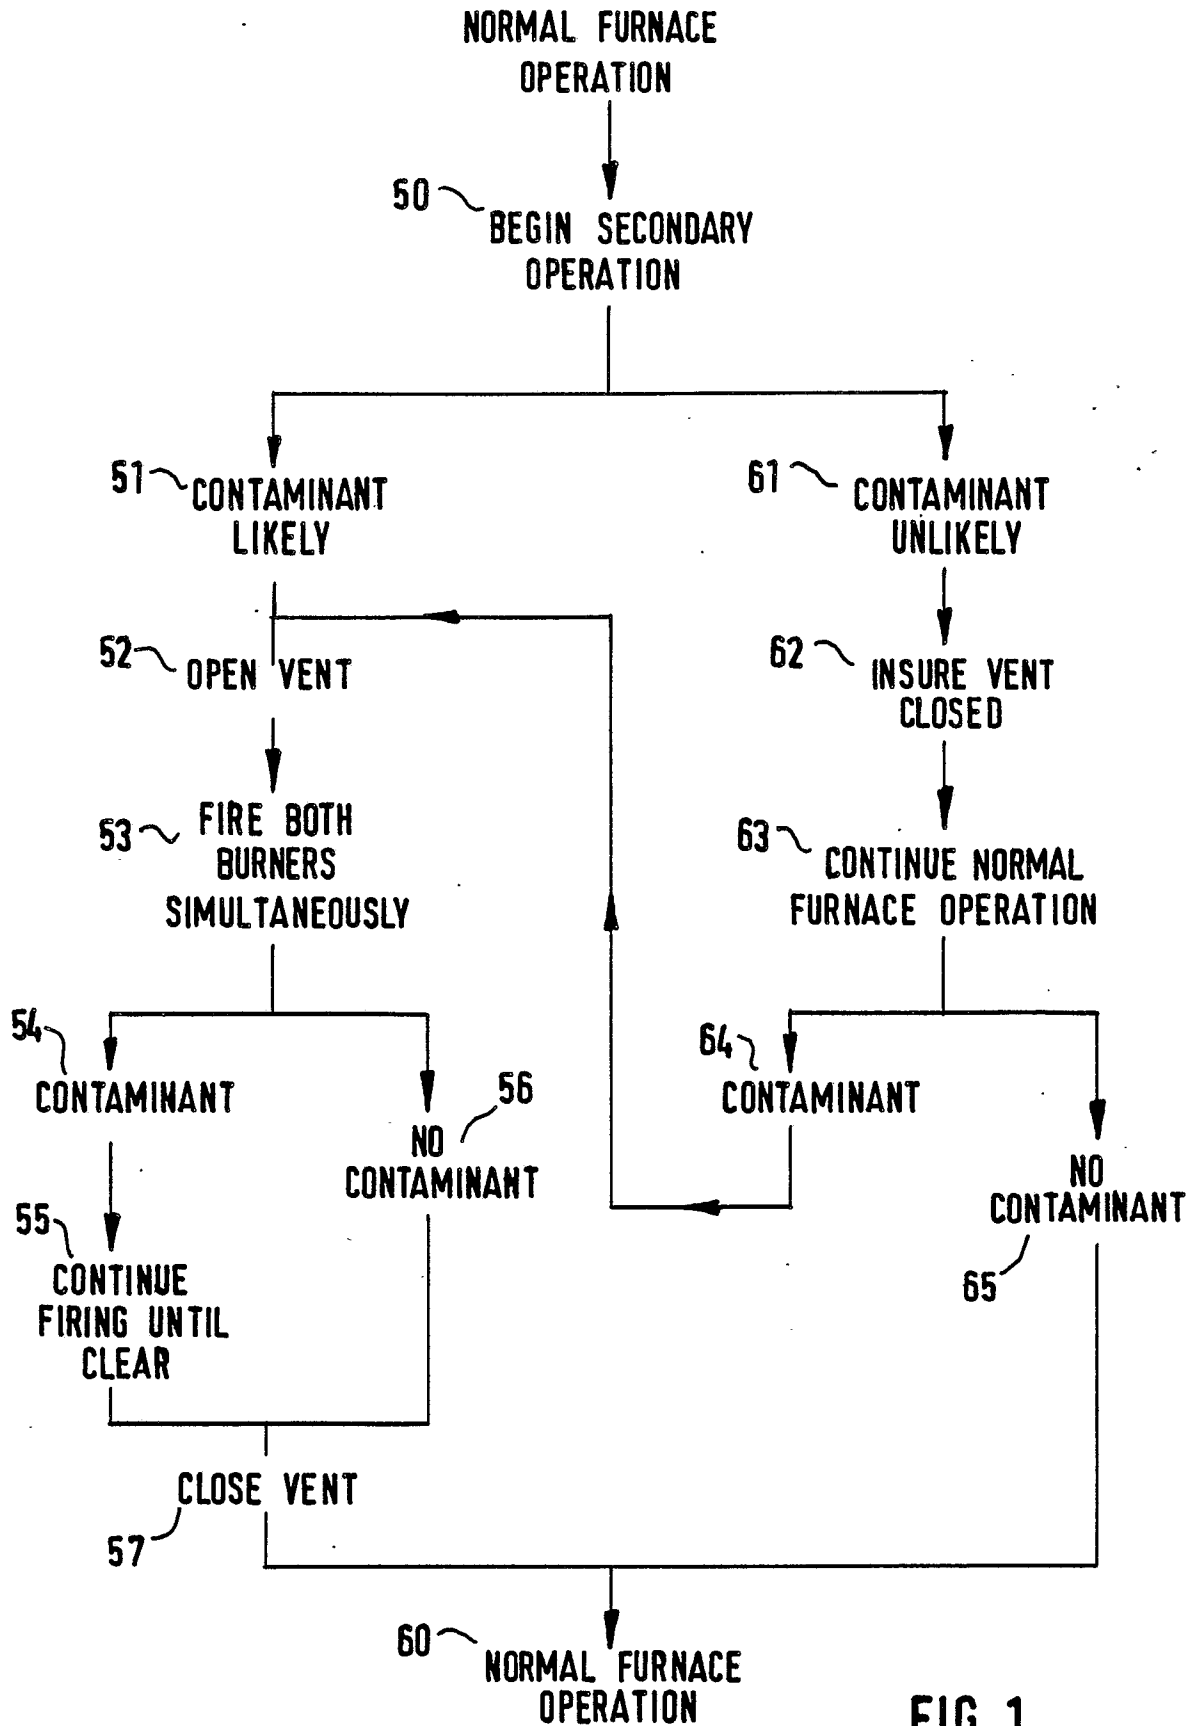 NORMAL FURNACE
OPERATION
50
BEGIN SECONDARY
OPERATION
51
CONTAMINANT
LIKELY
61
CONTAMINANT
UNLIKELY
52
OPEN VENT
62
INSURE VENT
CLOSED
53
FIRE BOTH
BURNERS
SIMULTANEOUSLY
63
CONTINUE NORMAL
FURNACE OPERATION
54
CONTAMINANT
56
NO
CONTAMINANT
64
CONTAMINANT
NO
CONTAMINANT
65
55
CONTINUE
FIRING UNTIL
CLEAR
CLOSE VENT
57
60
NORMAL FURNACE
OPERATION
FIG 1